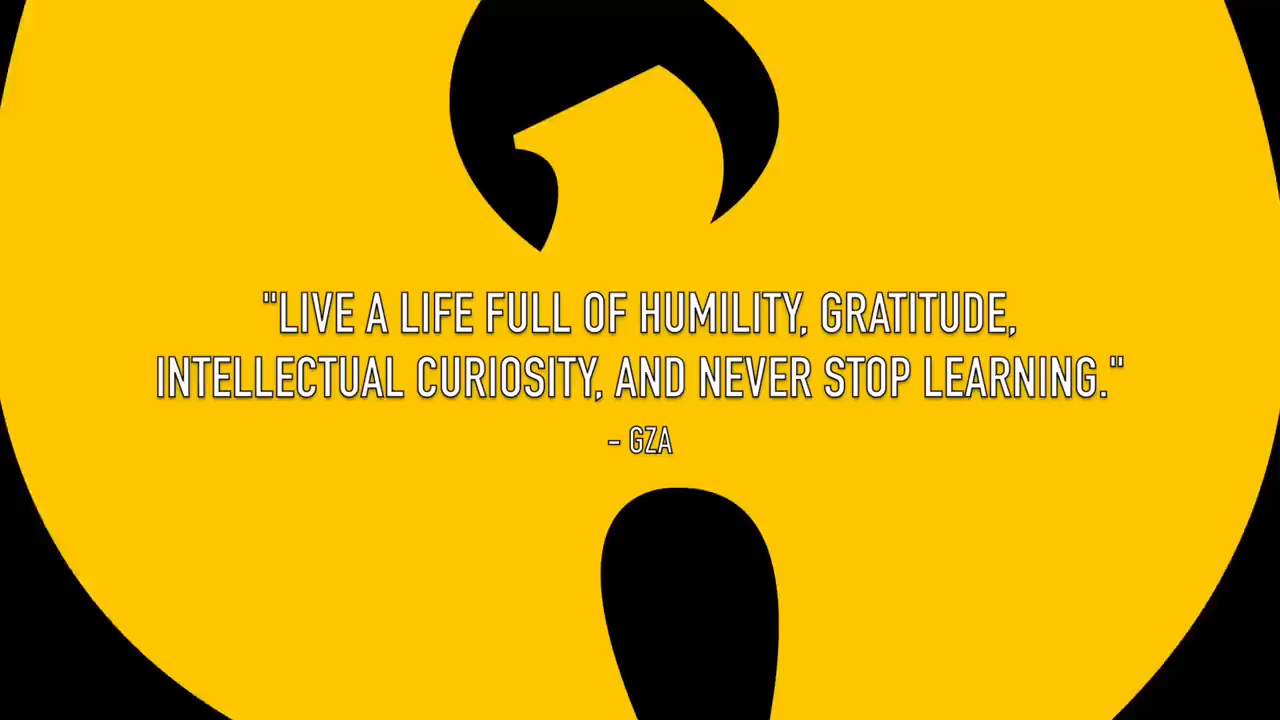 "LIVE A LIFE FULL OF HUMILITY, GRATITUDE,
INTELLECTUAL CURIOSITY, AND NEVER STOP LEARNING."
- GZA